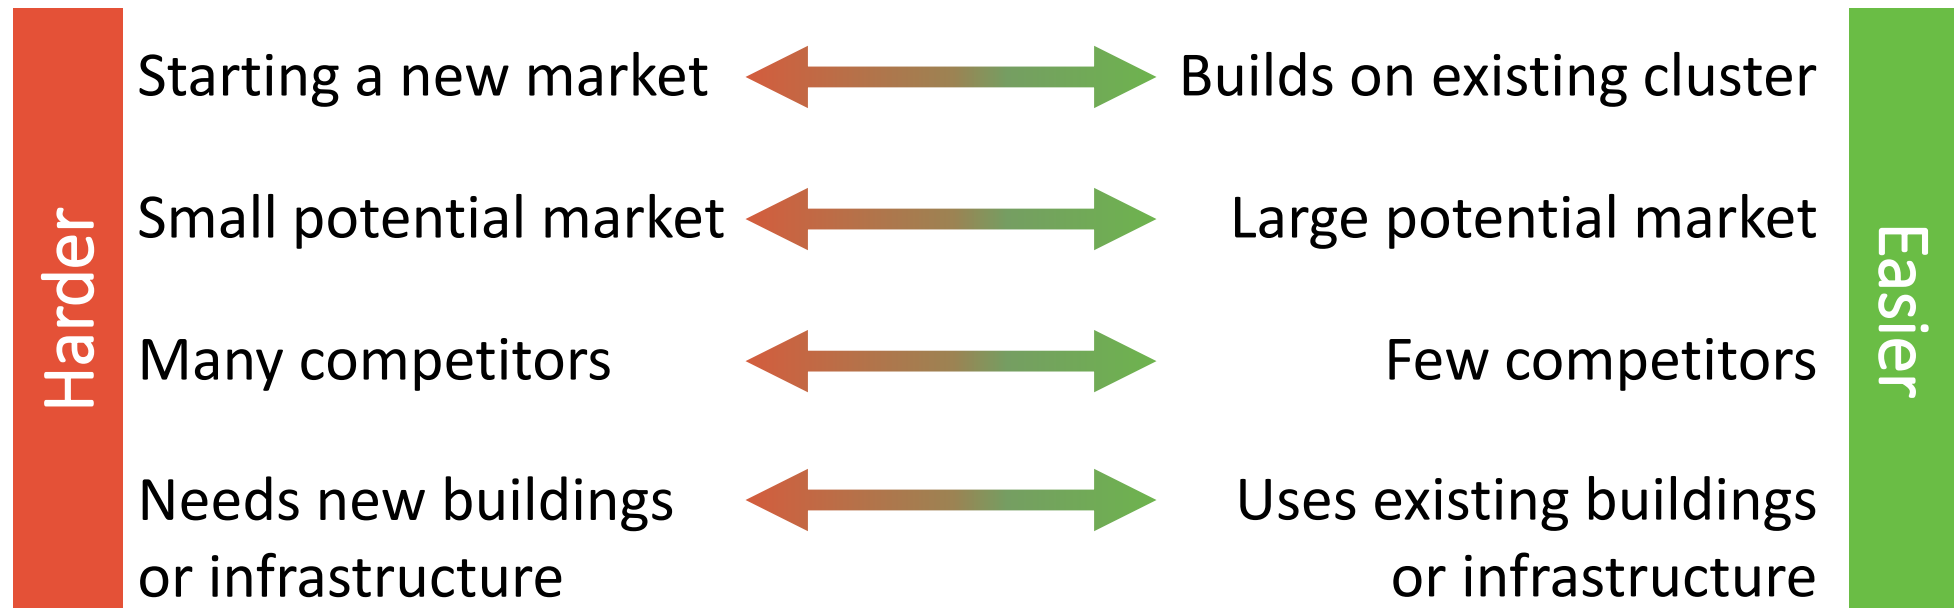 Harder
Starting a new market
Builds on existing cluster
Small potential market
Large potential market
Many competitors
Few competitors
Needs new buildings
or infrastructure
Uses existing buildings
or infrastructure
Easier